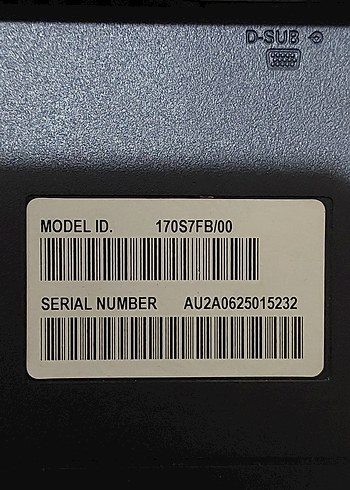 D-SUB
MODEL ID. 170S7FB/00
SERIAL NUMBER AU2A0625015232